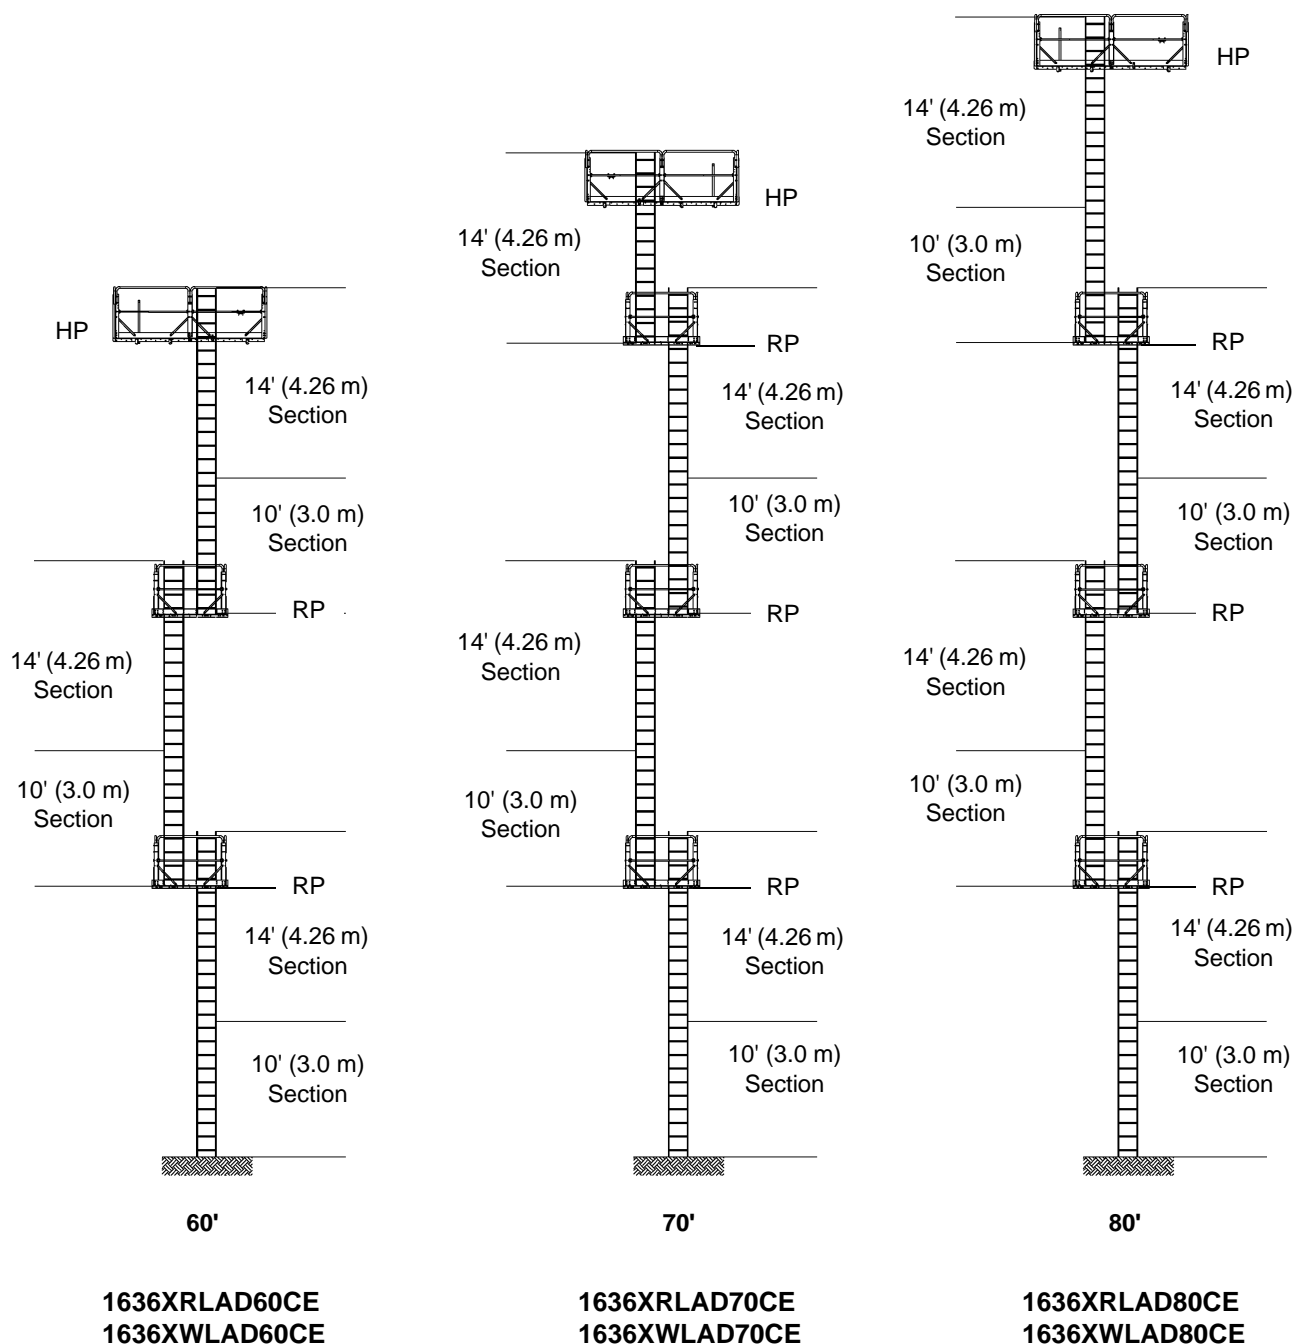 HP
14' (4.26 m)
Section
10' (3.0 m)
Section
RP
14' (4.26 m)
Section
10' (3.0 m)
Section
RP
14' (4.26 m)
Section
10' (3.0 m)
Section
60'
1636XRLAD60CE
1636XWLAD60CE
HP
14' (4.26 m)
Section
RP
14' (4.26 m)
Section
10' (3.0 m)
Section
RP
14' (4.26 m)
Section
10' (3.0 m)
Section
RP
14' (4.26 m)
Section
10' (3.0 m)
Section
70'
1636XRLAD70CE
1636XWLAD70CE
HP
14' (4.26 m)
Section
10' (3.0 m)
Section
RP
14' (4.26 m)
Section
10' (3.0 m)
Section
RP
14' (4.26 m)
Section
10' (3.0 m)
Section
RP
14' (4.26 m)
Section
10' (3.0 m)
Section
80'
1636XRLAD80CE
1636XWLAD80CE